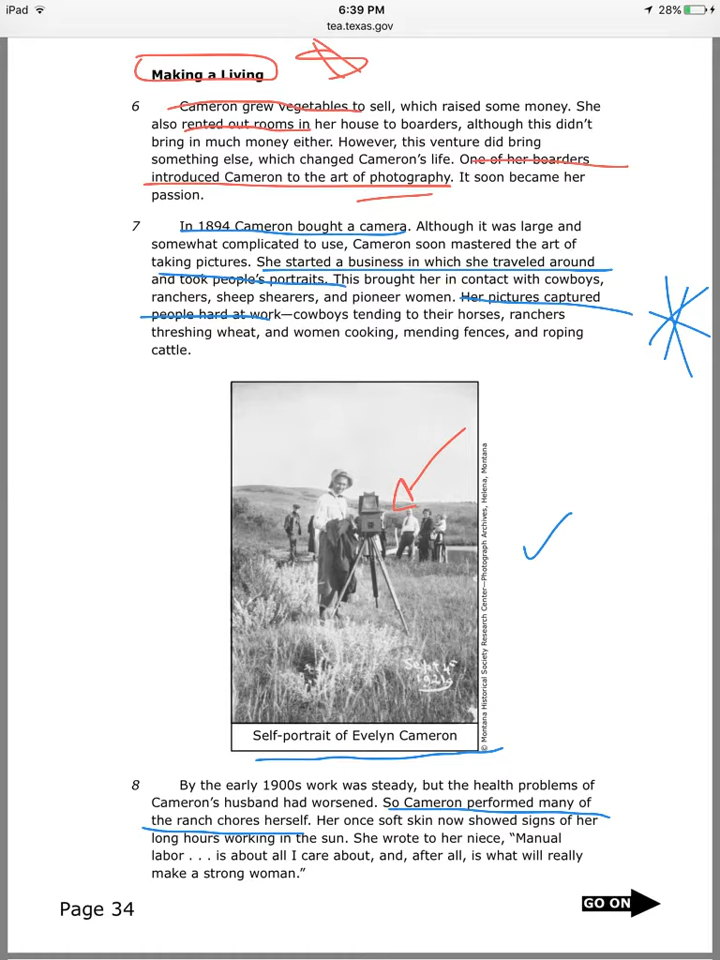 iPad
6:39 PM
28%
tea.texas.gov
Making a Living
6 Cameron grew vegetables to sell, which raised some money. She
also rented out rooms in her house to boarders, although this didn’t
bring in much money either. However, this venture did bring
something else, which changed Cameron’s life. One of her boarders
introduced Cameron to the art of photography. It soon became her
passion.
7 In 1894 Cameron bought a camera. Although it was large and
somewhat complicated to use, Cameron soon mastered the art of
taking pictures. She started a business in which she traveled around
and took people’s portraits. This brought her in contact with cowboys,
ranchers, sheep shearers, and pioneer women. Her pictures captured
people hard at work—cowboys tending to their horses, ranchers
threshing wheat, and women cooking, mending fences, and roping
cattle.
© Montana Historical Society Research Center—Photograph Archives, Helena, Montana
Self-portrait of Evelyn Cameron
8 By the early 1900s work was steady, but the health problems of
Cameron’s husband had worsened. So Cameron performed many of
the ranch chores herself. Her once soft skin now showed signs of her
long hours working in the sun. She wrote to her niece, “Manual
labor . . . is about all I care about, and, after all, is what will really
make a strong woman.”
Page 34
GO ON